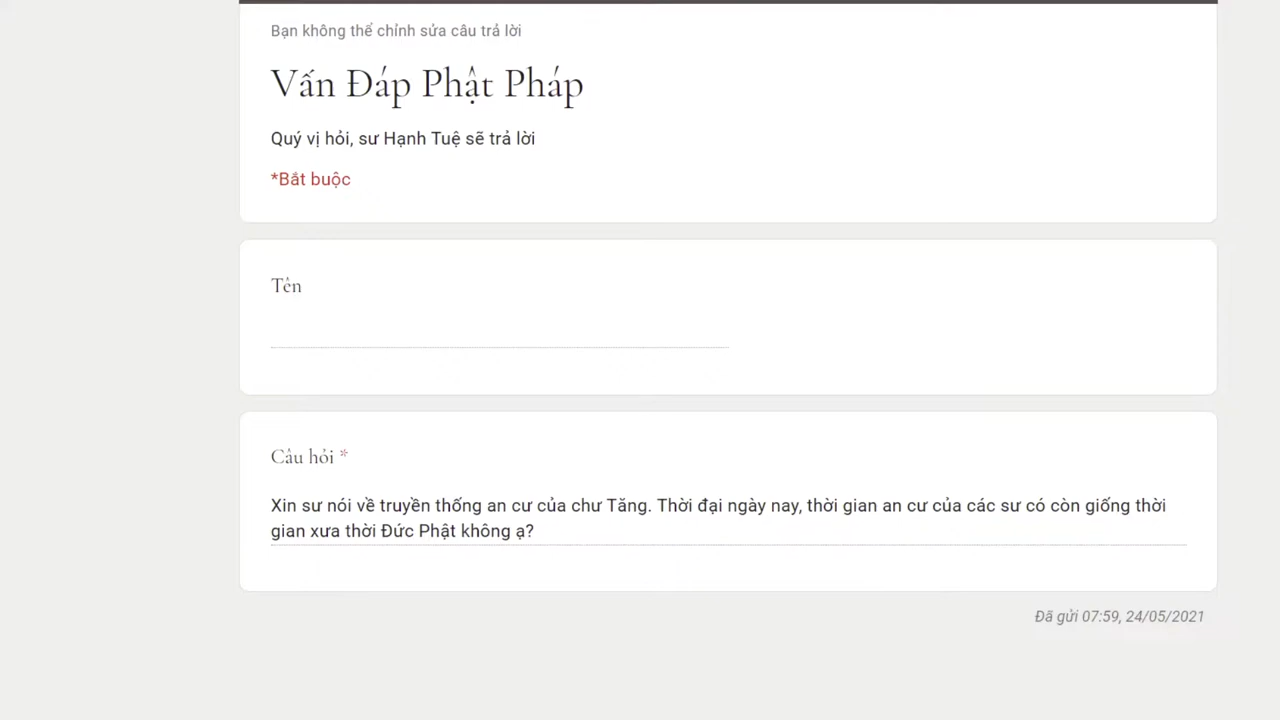 Bạn không thể chỉnh sửa câu trả lời
Vấn Đáp Phật Pháp
Quý vị hỏi, sư Hạnh Tuệ sẽ trả lời
*Bắt buộc
Tên
Câu hỏi *
Xin sư nói về truyền thống an cư của chư Tăng. Thời đại ngày nay, thời gian an cư của các sư có còn giống thời
gian xưa thời Đức Phật không ạ?
Đã gửi 07:59, 24/05/2021